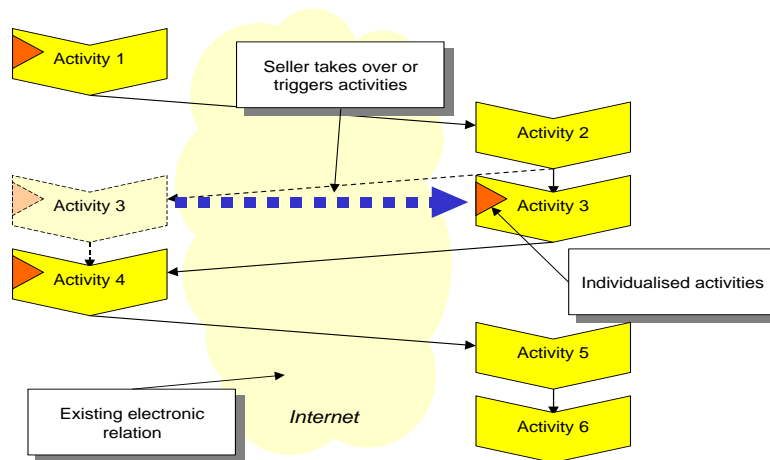 Activity 1
Seller takes over or
triggers activities
Activity 2
Activity 3
Activity 3
Activity 4
Individualised activities
Activity 5
Existing electronic
relation
Internet
Activity 6